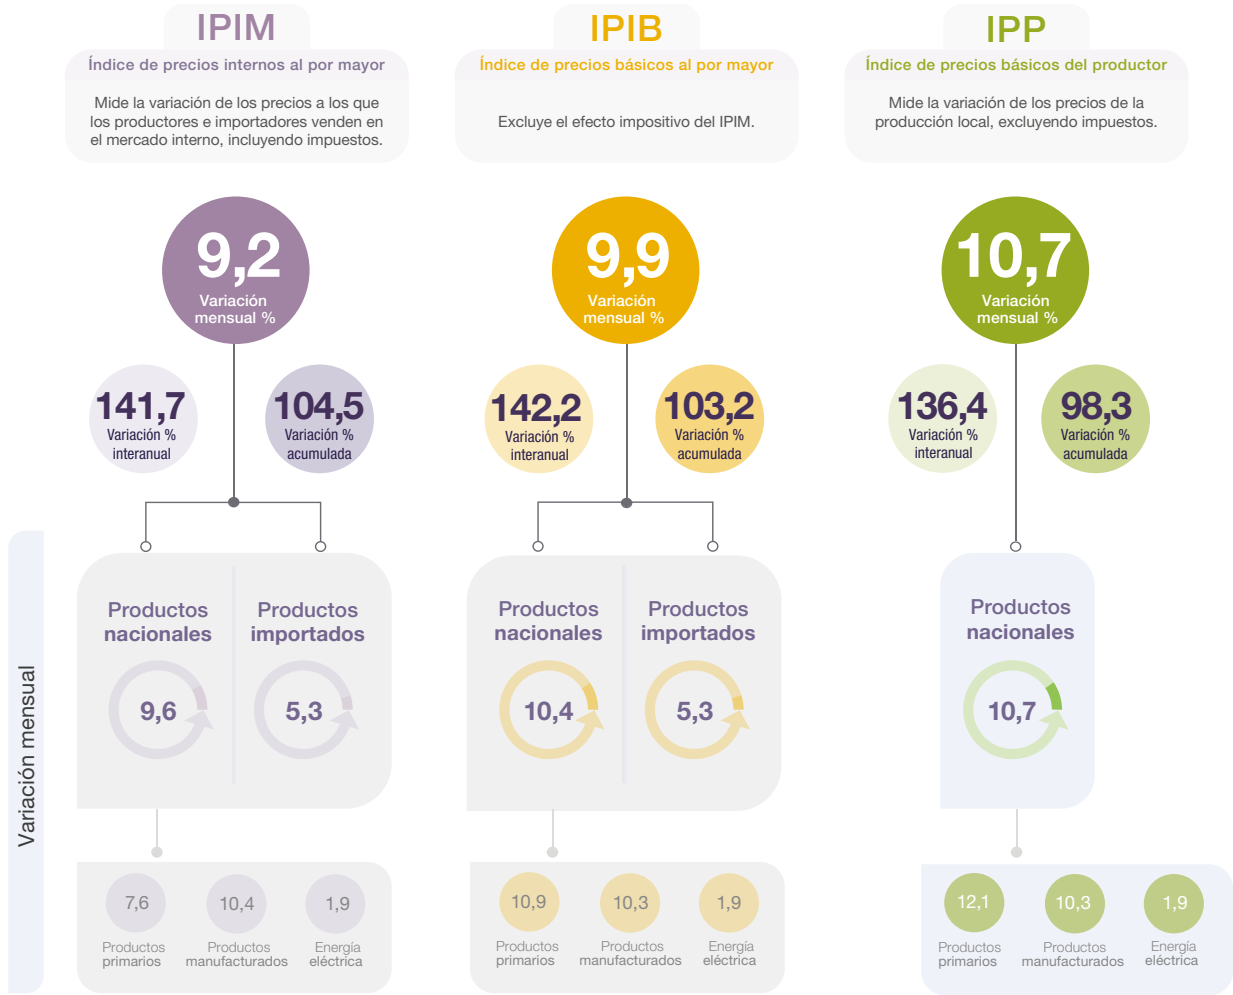 IPIM
Índice de precios internos al por mayor
Mide la variación de los precios a los que
los productores e importadores venden en
el mercado interno, incluyendo impuestos.
9,2
Variación
mensual %
141,7
Variación %
interanual
104,5
Variación %
acumulada
IPIB
Índice de precios básicos al por mayor
Excluye el efecto impositivo del IPIM.
9,9
Variación
mensual %
142,2
Variación %
interanual
103,2
Variación %
acumulada
IPP
Índice de precios básicos del productor
Mide la variación de los precios de la
producción local, excluyendo impuestos.
10,7
Variación
mensual %
136,4
Variación %
interanual
98,3
Variación %
acumulada
Variación mensual
Productos
nacionales
9,6
Productos
importados
5,3
7,6
Productos
primarios
10,4
Productos
manufacturados
1,9
Energía
eléctrica
Productos
nacionales
10,4
Productos
importados
5,3
10,9
Productos
primarios
10,3
Productos
manufacturados
1,9
Energía
eléctrica
Productos
nacionales
10,7
12,1
Productos
primarios
10,3
Productos
manufacturados
1,9
Energía
eléctrica